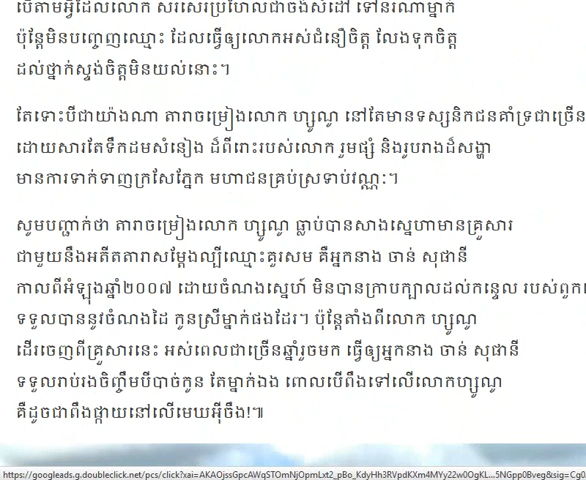 បើតាមអ្វីដែលលោក សរសេរប្រហែលជាចង់សំដៅ ទៅនរណាម្នាក់
ប៉ុន្តែមិនបញ្ចេញឈ្មោះ ដែលធ្វើឲ្យលោកអស់ជំនឿចិត្ត លែងទុកចិត្ត
ដល់ថ្នាក់ស្ទង់ចិត្តមិនយល់នោះ។
តែទោះបីជាយ៉ាងណា តារាចម្រៀងលោក ហ្សូណូ នៅតែមានទស្សនិកជនគាំទ្រជាច្រើន
ដោយសារតែទឹកដមសំនៀង ដ៏ពីរោះរបស់លោក រួមផ្សំ និងរូបរាងដ៏សង្ហា
មានការទាក់ទាញក្រសែភ្នែក មហាជនគ្រប់ស្រទាប់វណ្ណៈ។
សូមបញ្ជាក់ថា តារាចម្រៀងលោក ហ្សូណូ ធ្លាប់បានសាងស្នេហាមានគ្រួសារ
ជាមួយនឹងអតីតតារាសម្តែងល្បីឈ្មោះគួរសម គឺអ្នកនាង ចាន់ សុផានី
កាលពីអំឡុងឆ្នាំ២០០៧ ដោយចំណងស្នេហ៍ មិនបានក្រាបក្បាលដល់កន្ទេល របស់ពួក
ទទួលបាននូវចំណងដៃ កូនស្រីម្នាក់ផងដែរ។ ប៉ុន្តែតាំងពីលោក ហ្សូណូ
ដើរចេញពីគ្រួសារនេះ អស់ពេលជាច្រើនឆ្នាំរួចមក ធ្វើឲ្យអ្នកនាង ចាន់ សុផានី
ទទួលរាប់រងចិញ្ចឹមបីបាច់កូន តែម្នាក់ឯង ពោលបើពឹងទៅលើលោកហ្សូណូ
គឺដូចជាពឹងផ្កាយនៅលើមេឃអ៊ីចឹង!៕
https://googleads.g.doubleclick.net/pcs/click?xai=AKAOjssGpcAWqSTOmNjOpmLxt2_pBo_KdyHh3RVpdKXm4MYy22w0OgKL...5NGpp0Bveg&sig=Cg0